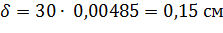 δ = 30 · 0,00485 = 0,15 см